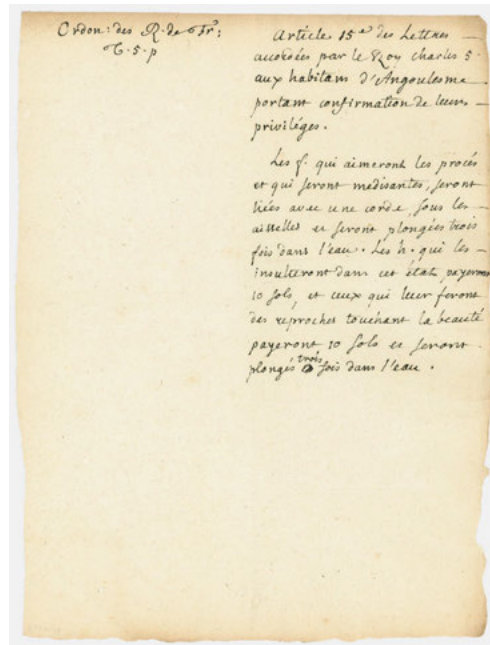 Ordon: des R. de Fr:
T. 5. p
Article 15e des Lettres
accordées par le Roy charles 5.
aux habitans d'Angoulesme
portant confirmation de leurs
priviléges.
Les f. qui aimeront les procés
et qui seront medisantes, seront
liées avec une corde, sous les
aisselles et seront plongées trois
fois dans l'eau. Les h. qui les
insulteront dans cet état payeront
10 sols, et ceux qui leur feront
des reproches touchant la beauté
payeront 10 sols et seront
plongés trois fois dans l'eau.